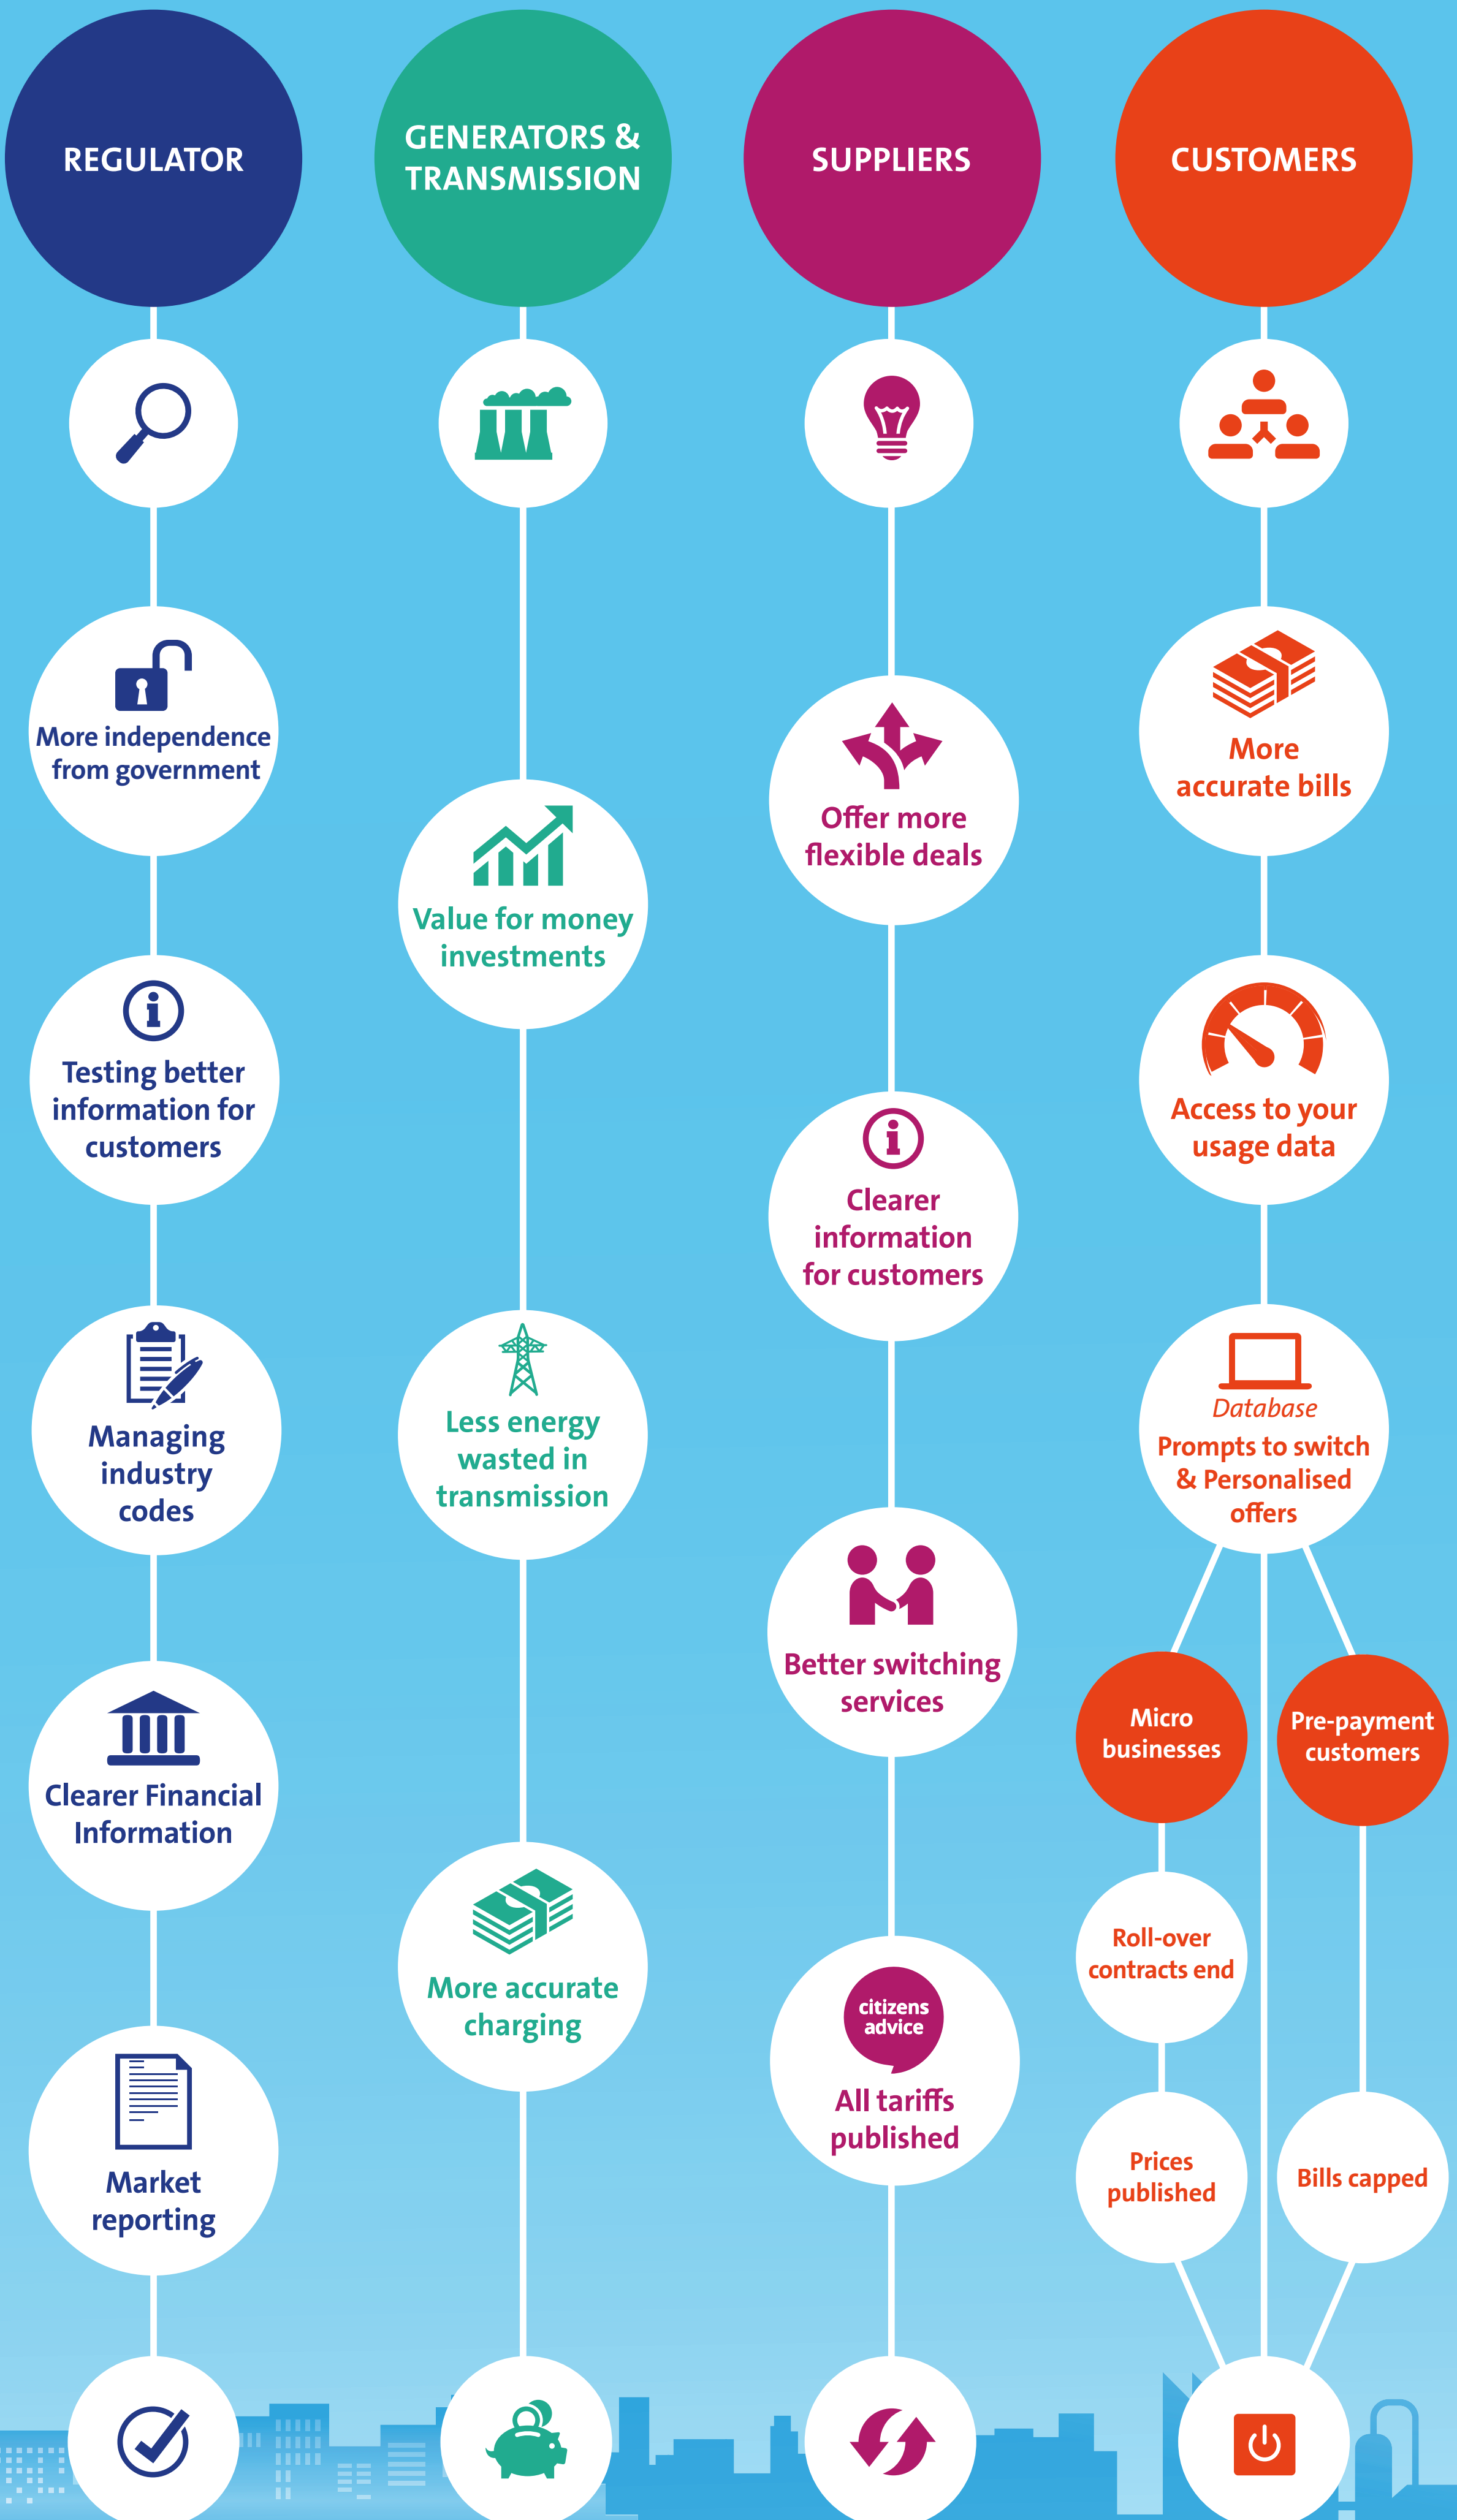 REGULATOR
More independence
from government
Testing better
information for
customers
Managing
industry
codes
Clearer Financial
Information
Market
reporting
GENERATORS &
TRANSMISSION
Value for money
investments
Less energy
wasted in
transmission
More accurate
charging
SUPPLIERS
Offer more
flexible deals
Clearer
information
for customers
Better switching
services
citizens
advice
All tariffs
published
CUSTOMERS
More
accurate bills
Access to your
usage data
Database
Prompts to switch
& Personalised
offers
Micro
businesses
Roll-over
contracts end
Prices
published
Pre-payment
customers
Bills capped